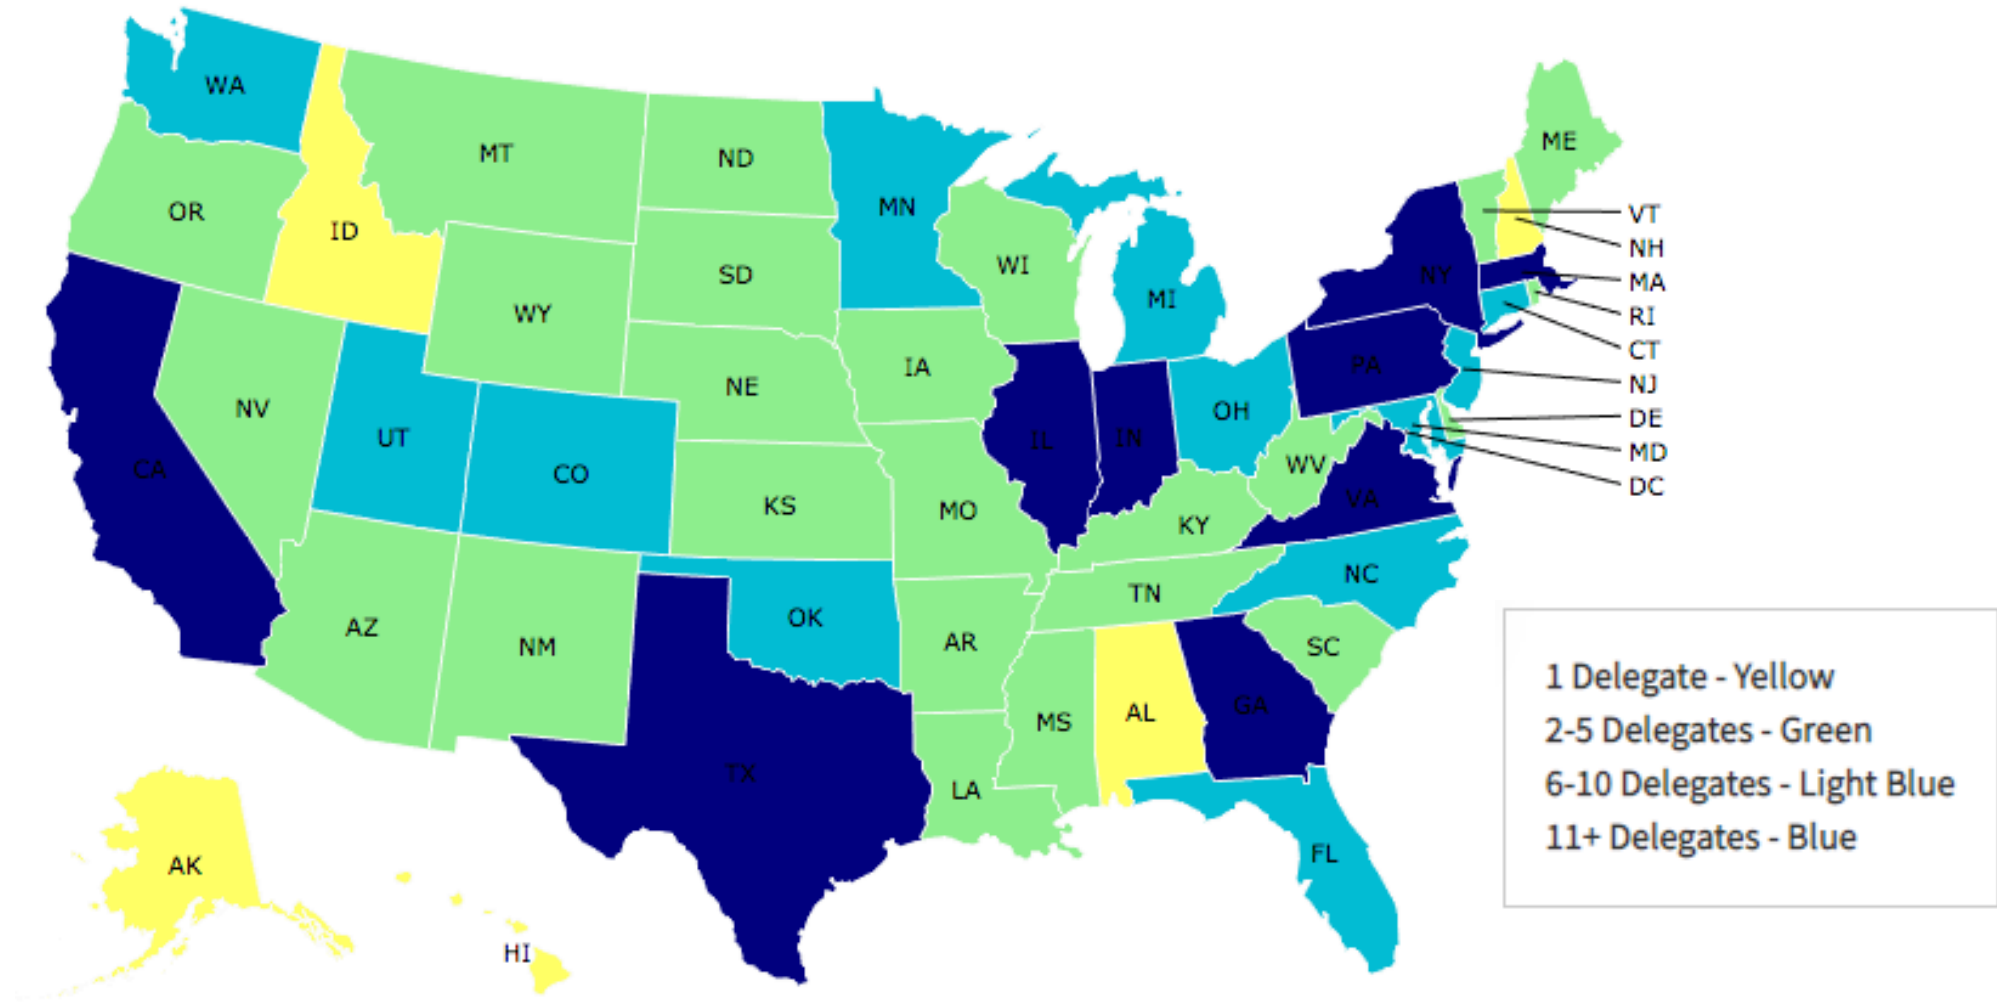 WA
ME
MT
ND
OR
MN
VT
ID
NH
WI
SD
NY
MA
MI
WY
RI
CT
PA
IA
NJ
NE
NV
OH
DE
UT
IL
IN
MD
WV
CA
CO
DC
VA
KS
MO
KY
NC
TN
OK
AZ
AR
NM
SC
GA
AL
MS
TX
LA
FL
AK
HI
1 Delegate - Yellow
2-5 Delegates - Green
6-10 Delegates - Light Blue
11+ Delegates - Blue